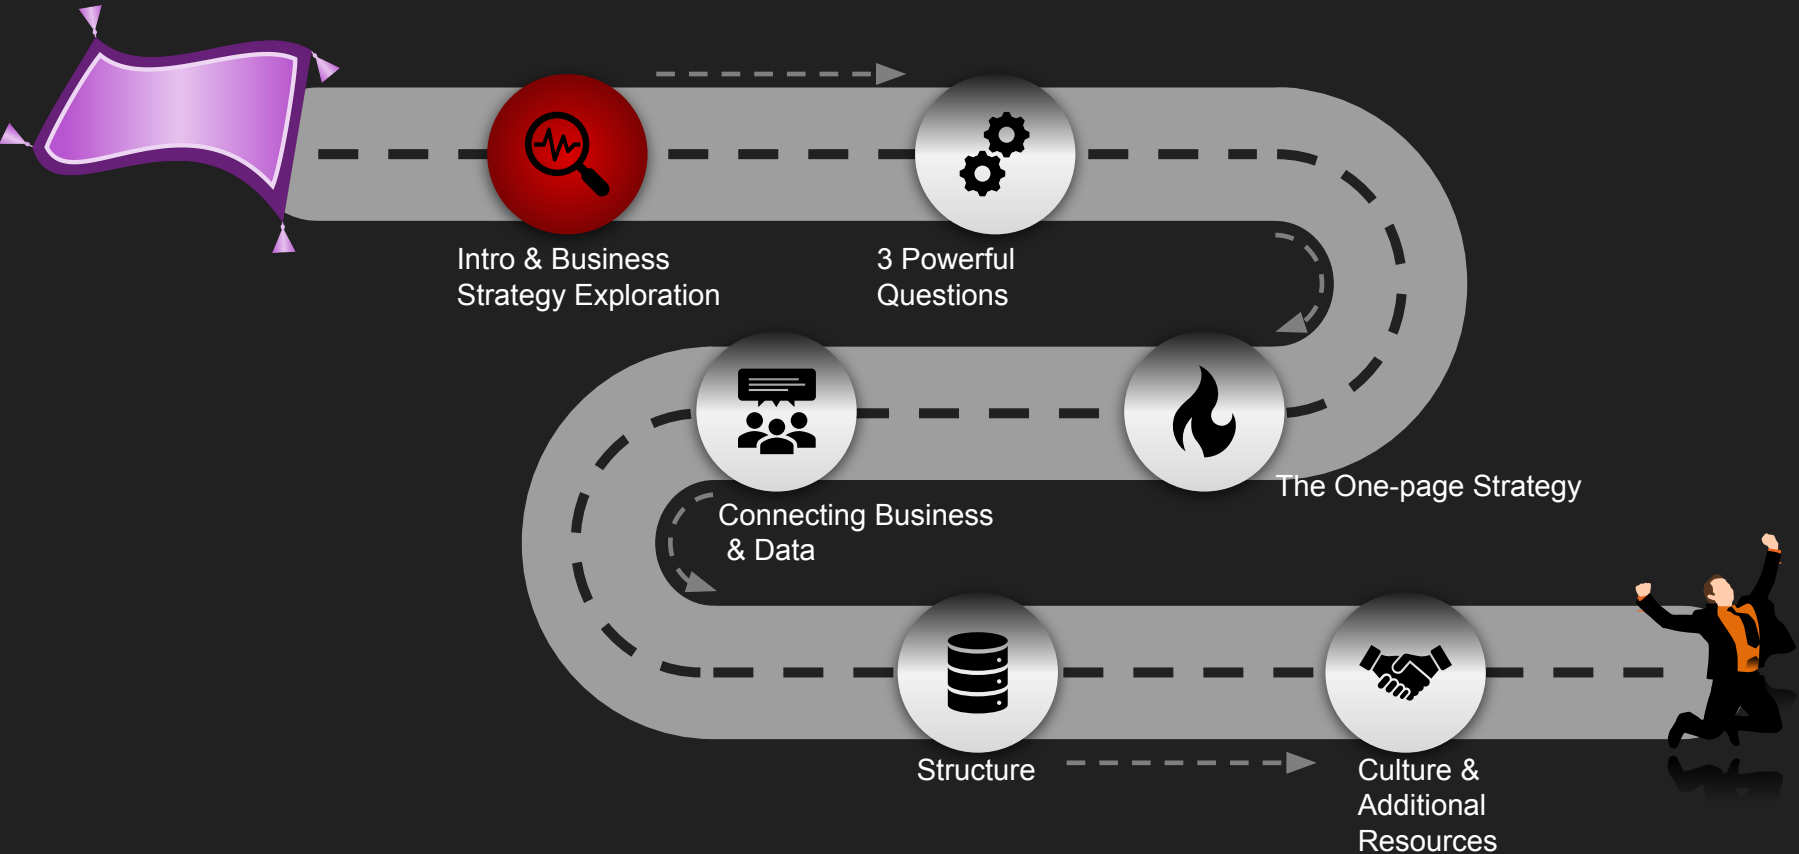 Intro & Business
Strategy Exploration
3 Powerful
Questions
The One-page Strategy
Connecting Business
& Data
Structure
Culture &
Additional
Resources